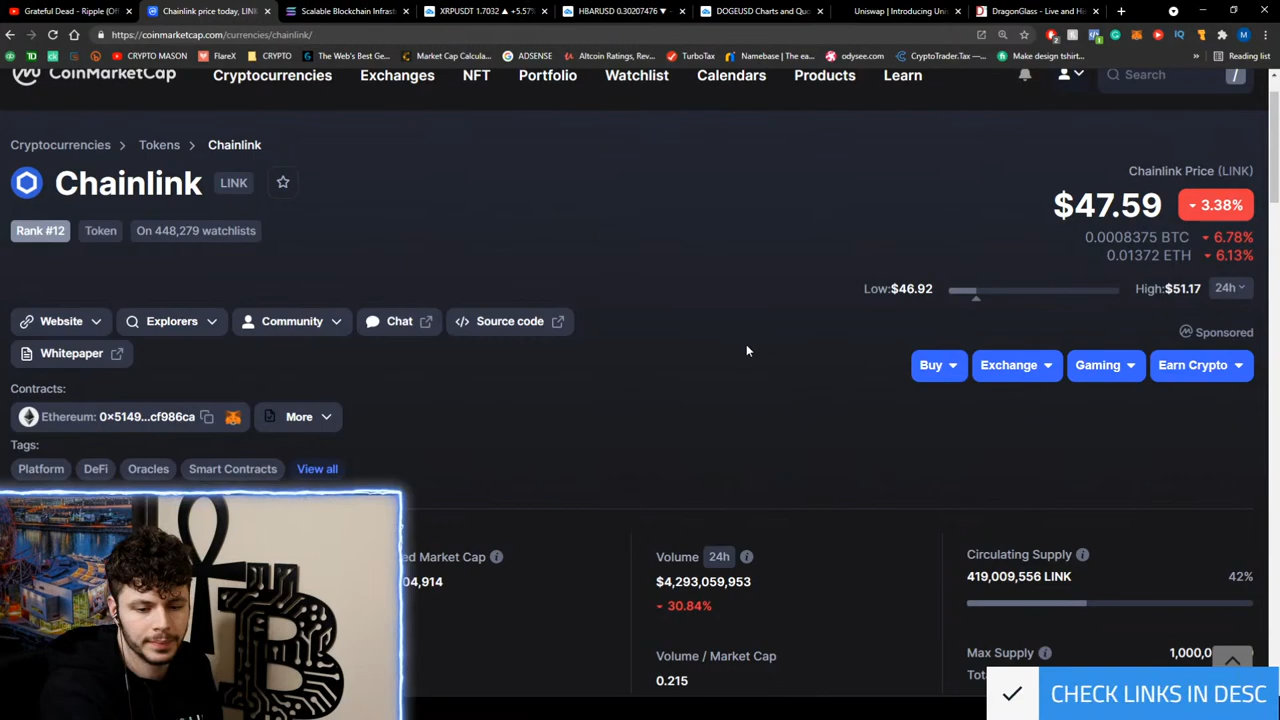 Grateful Dead - Ripple (Of
Chainlink price today, LINK
Scalable Blockchain Infrast
XRPUSDT 1.7032 ▲ +5.57%
HBARUSD 0.30207476 ▼
DOGEUSD Charts and Quo
Uniswap | Introducing Uni
DragonGlass - Live and Hi
https://coinmarketcap.com/currencies/chainlink/
CRYPTO MASON
FlareX
CRYPTO
The Web's Best Ge...
Market Cap Calcula...
ADSENSE
Altcoin Ratings, Rev...
TurboTax
Namebase | The ea...
odysee.com
CryptoTrader.Tax —...
Make design tshirt...
Reading list
CoinMarketCap
Cryptocurrencies
Exchanges
NFT
Portfolio
Watchlist
Calendars
Products
Learn
Search
/
Cryptocurrencies > Tokens > Chainlink
Chainlink LINK
Rank #12
Token
On 448,279 watchlists
Chainlink Price (LINK)
$47.59 3.38%
0.0008375 BTC 6.78%
0.01372 ETH 6.13%
Low:$46.92
High:$51.17
24h
Website
Explorers
Community
Chat
Source code
Whitepaper
Sponsored
Buy
Exchange
Gaming
Earn Crypto
Contracts:
Ethereum: 0x5149...cf986ca
More
Tags:
Platform
DeFi
Oracles
Smart Contracts
View all
ed Market Cap
04,914
Volume 24h
$4,293,059,953
30.84%
Volume / Market Cap
0.215
Circulating Supply
419,009,556 LINK
42%
Max Supply
1,000,0
Tot
CHECK LINKS IN DESC